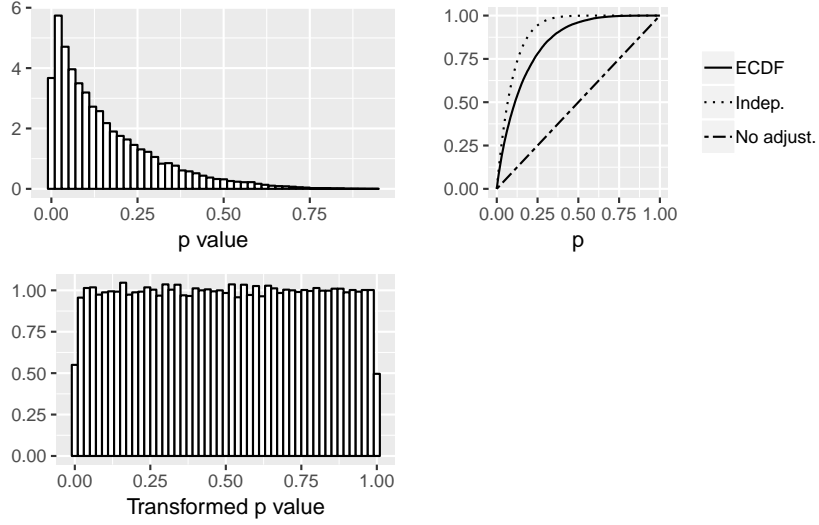 6
4
2
0
0.00 0.25 0.50 0.75
p value
1.00
0.75
0.50
0.25
0.00
0.00 0.25 0.50 0.75 1.00
p
ECDF
Indep.
No adjust.
1.00
0.75
0.50
0.25
0.00
0.00 0.25 0.50 0.75 1.00
Transformed p value